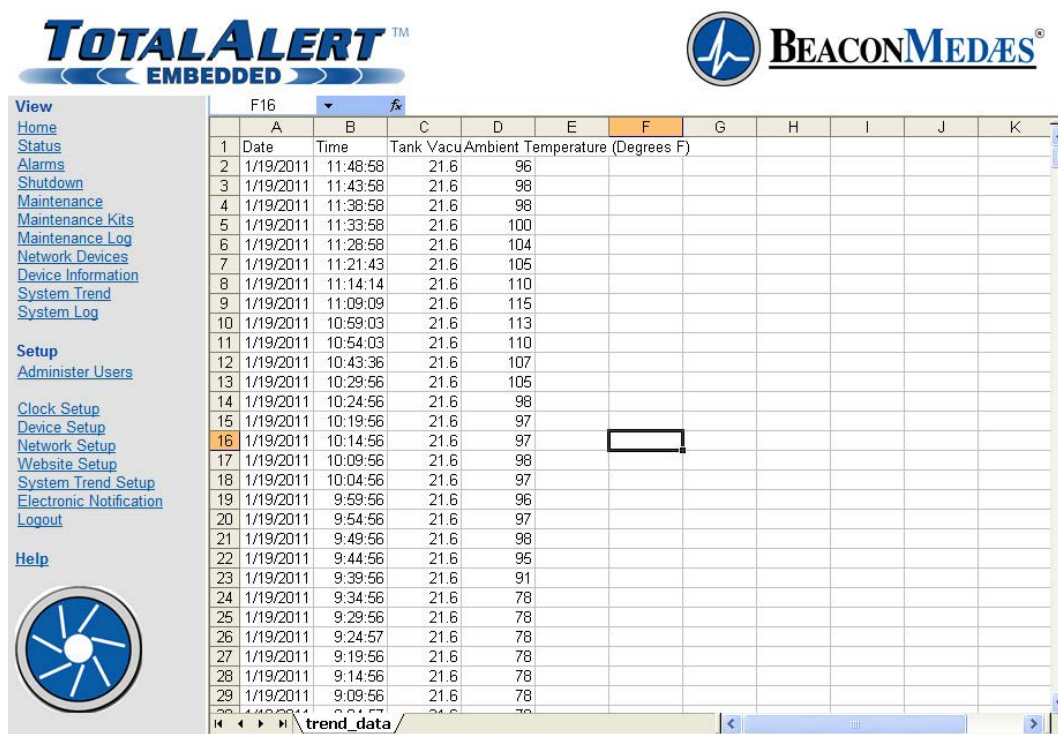 TOTALALERT ™
EMBEDDED
BEACONMEDÆS®
View
Home
Status
Alarms
Shutdown
Maintenance
Maintenance Kits
Maintenance Log
Network Devices
Device Information
System Trend
System Log
Setup
Administer Users
Clock Setup
Device Setup
Network Setup
Website Setup
System Trend Setup
Electronic Notification
Logout
Help
F16 fx
A B C D E F G H I J K
1 Date Time Tank Vacu Ambient Temperature (Degrees F)
2 1/19/2011 11:48:58 21.6 96
3 1/19/2011 11:43:58 21.6 98
4 1/19/2011 11:38:58 21.6 98
5 1/19/2011 11:33:58 21.6 100
6 1/19/2011 11:28:58 21.6 104
7 1/19/2011 11:21:43 21.6 105
8 1/19/2011 11:14:14 21.6 110
9 1/19/2011 11:09:09 21.6 115
10 1/19/2011 10:59:03 21.6 113
11 1/19/2011 10:54:03 21.6 110
12 1/19/2011 10:43:36 21.6 107
13 1/19/2011 10:29:56 21.6 105
14 1/19/2011 10:24:56 21.6 98
15 1/19/2011 10:19:56 21.6 97
16 1/19/2011 10:14:56 21.6 97
17 1/19/2011 10:09:56 21.6 98
18 1/19/2011 10:04:56 21.6 97
19 1/19/2011 9:59:56 21.6 96
20 1/19/2011 9:54:56 21.6 97
21 1/19/2011 9:49:56 21.6 98
22 1/19/2011 9:44:56 21.6 95
23 1/19/2011 9:39:56 21.6 91
24 1/19/2011 9:34:56 21.6 78
25 1/19/2011 9:29:56 21.6 78
26 1/19/2011 9:24:57 21.6 78
27 1/19/2011 9:19:56 21.6 78
28 1/19/2011 9:14:56 21.6 78
29 1/19/2011 9:09:56 21.6 78
trend_data